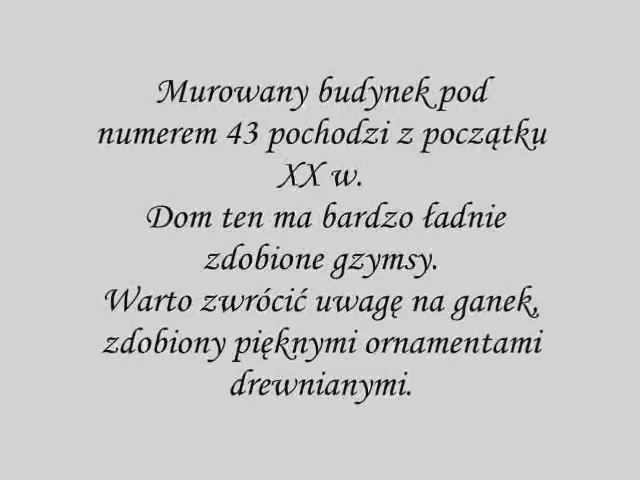 Murowany budynek pod
numerem 43 pochodzi z początku
XX w.
Dom ten ma bardzo ładnie
zdobione gzymsy.
Warto zwrócić uwagę na ganek,
zdobiony pięknymi ornamentami
drewnianymi.